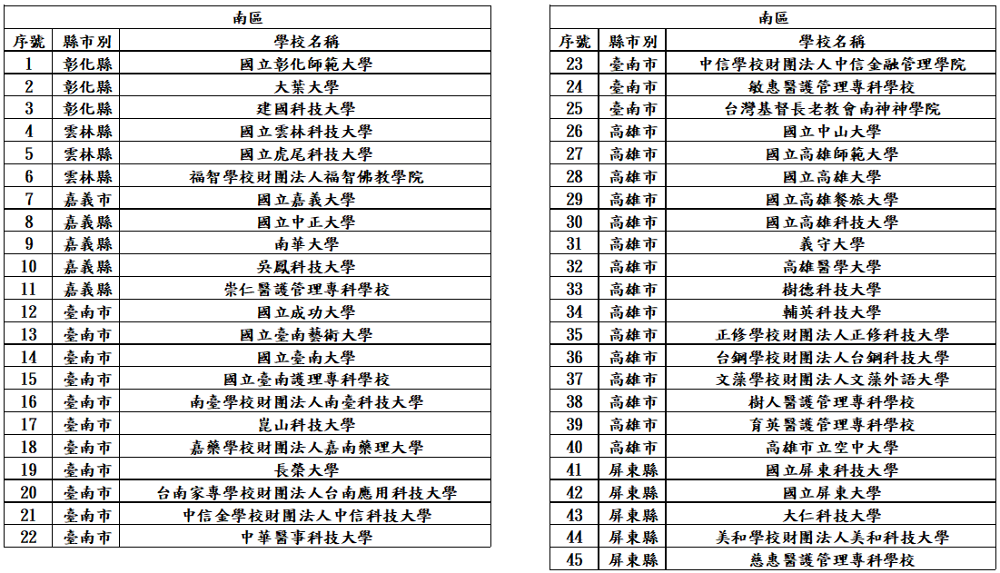 南區
序號 縣市別 學校名稱
1 彰化縣 國立彰化師範大學
2 彰化縣 大葉大學
3 彰化縣 建國科技大學
4 雲林縣 國立雲林科技大學
5 雲林縣 國立虎尾科技大學
6 雲林縣 福智學校財團法人福智佛教學院
7 嘉義市 國立嘉義大學
8 嘉義縣 國立中正大學
9 嘉義縣 南華大學
10 嘉義縣 吳鳳科技大學
11 嘉義縣 崇仁醫護管理專科學校
12 臺南市 國立成功大學
13 臺南市 國立臺南藝術大學
14 臺南市 國立臺南大學
15 臺南市 國立臺南護理專科學校
16 臺南市 南臺學校財團法人南臺科技大學
17 臺南市 崑山科技大學
18 臺南市 嘉藥學校財團法人嘉南藥理大學
19 臺南市 長榮大學
20 臺南市 台南家專學校財團法人台南應用科技大學
21 臺南市 中信金學校財團法人中信科技大學
22 臺南市 中華醫事科技大學
南區
序號 縣市別 學校名稱
23 臺南市 中信學校財團法人中信金融管理學院
24 臺南市 敏惠醫護管理專科學校
25 臺南市 台灣基督長老教會南神神學院
26 高雄市 國立中山大學
27 高雄市 國立高雄師範大學
28 高雄市 國立高雄大學
29 高雄市 國立高雄餐旅大學
30 高雄市 國立高雄科技大學
31 高雄市 義守大學
32 高雄市 高雄醫學大學
33 高雄市 樹德科技大學
34 高雄市 輔英科技大學
35 高雄市 正修學校財團法人正修科技大學
36 高雄市 台鋼學校財團法人台鋼科技大學
37 高雄市 文藻學校財團法人文藻外語大學
38 高雄市 樹人醫護管理專科學校
39 高雄市 育英醫護管理專科學校
40 高雄市 高雄市立空中大學
41 屏東縣 國立屏東科技大學
42 屏東縣 國立屏東大學
43 屏東縣 大仁科技大學
44 屏東縣 美和學校財團法人美和科技大學
45 屏東縣 慈惠醫護管理專科學校